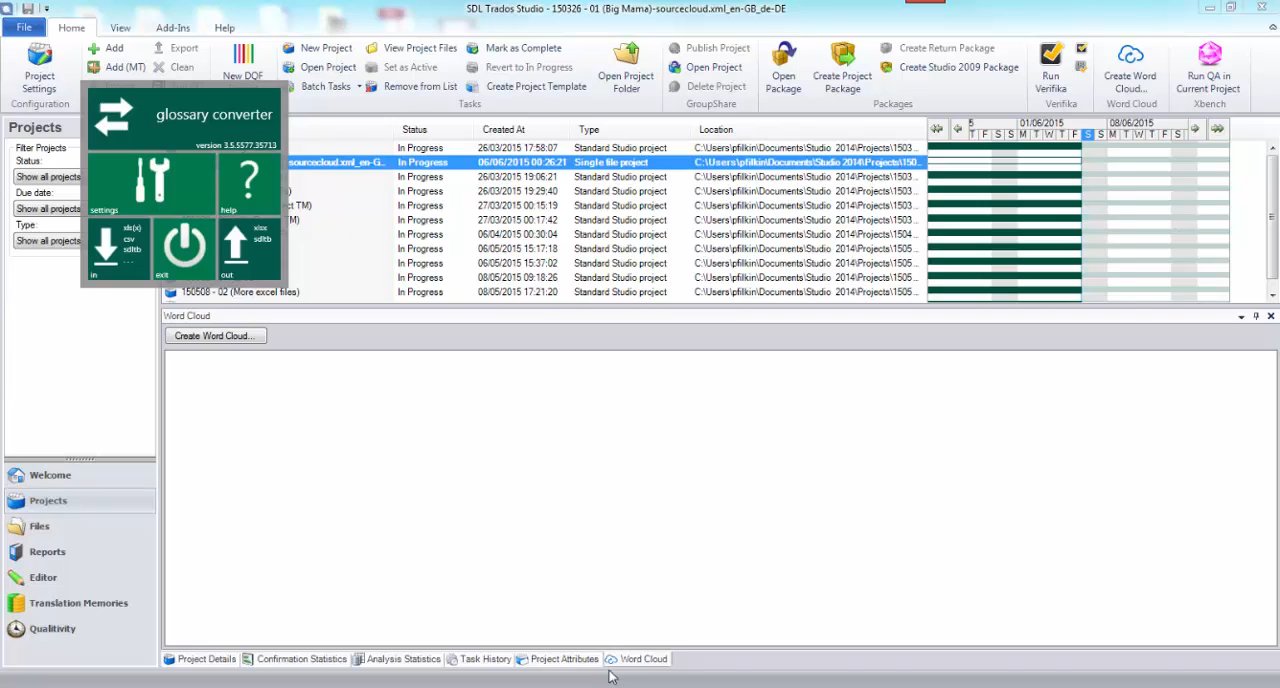 SDL Trados Studio - 150326 - 01 (Big Mama)-sourcecloud.xml_en-GB_de-DE
File Home View Add-Ins Help
Project Settings
Configuration
Add
Add (MT)
Export
Clean
New DQF
New Project
Open Proje
Batch Tasks
View Project Files
Set as Active
Remove from List
Mark as Complete
Revert to In Progress
Create Project Template
Open Project Folder
Tasks
Publish Project
Open Project
Delete Project
GroupShare
Open Package
Create Project Package
Create Return Package
Create Studio 2009 Package
Packages
Run Verifika
Verifika
Create Word Cloud...
Word Cloud
Run QA in Current Project
Xbench
glossary converter
version 3.5.5577.35713
settings
?
help
xls(x)
csv
sdltb
...
in
exit
xlsx
sdltb
out
Projects
Filter Projects
Status:
Show all projects
Due date:
Show all projects
Type:
Show all projects
Status Created At Type Location
5 01/06/2015 08/06/2015
T F S S M T W T F S S M T W T F S
In Progress 26/03/2015 17:58:07 Standard Studio project C:\Users\pfilkin\Documents\Studio 2014\Projects\1503...
sourcecloud.xml_en-G... In Progress 06/06/2015 00:26:21 Single file project C:\Users\pfilkin\Documents\Studio 2014\Projects\150...
In Progress 26/03/2015 19:06:21 Standard Studio project C:\Users\pfilkin\Documents\Studio 2014\Projects\1503...
) In Progress 26/03/2015 19:29:40 Standard Studio project C:\Users\pfilkin\Documents\Studio 2014\Projects\1503...
ct TM) In Progress 27/03/2015 00:15:19 Standard Studio project C:\Users\pfilkin\Documents\Studio 2014\Projects\1503...
TM) In Progress 27/03/2015 00:17:42 Standard Studio project C:\Users\pfilkin\Documents\Studio 2014\Projects\1503...
In Progress 06/04/2015 00:30:04 Standard Studio project C:\Users\pfilkin\Documents\Studio 2014\Projects\1504...
In Progress 06/05/2015 15:17:18 Standard Studio project C:\Users\pfilkin\Documents\Studio 2014\Projects\1505...
In Progress 06/05/2015 15:37:02 Standard Studio project C:\Users\pfilkin\Documents\Studio 2014\Projects\1505...
In Progress 08/05/2015 09:18:26 Standard Studio project C:\Users\pfilkin\Documents\Studio 2014\Projects\1505...
150508 - 02 (More excel files) In Progress 08/05/2015 17:21:20 Standard Studio project C:\Users\pfilkin\Documents\Studio 2014\Projects\1505...
Word Cloud
Create Word Cloud...
Welcome
Projects
Files
Reports
Editor
Translation Memories
Qualitivity
Project Details Confirmation Statistics Analysis Statistics Task History Project Attributes Word Cloud